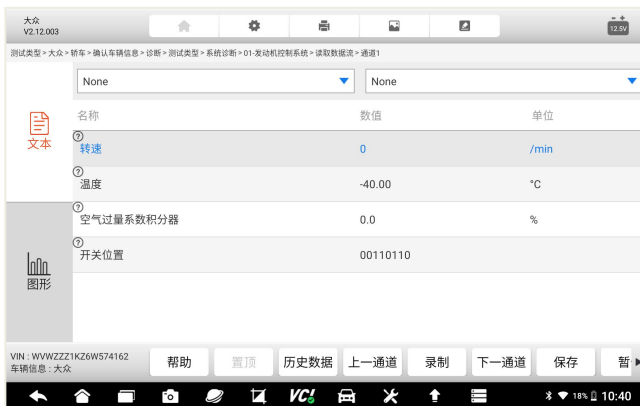 大众
V2.12.003
12.5V
测试类型 > 大众 > 轿车 > 确认车辆信息 > 诊断 > 测试类型 > 系统诊断 > 01-发动机控制系统 > 读取数据流 > 通道1
None
None
名称 数值 单位
转速 0 /min
温度 -40.00 °C
空气过量系数积分器 0.0 %
开关位置 00110110
文本
图形
VIN : WVWZZZ1KZ6W574162
车辆信息 : 大众
帮助 置顶 历史数据 上一通道 录制 下一通道 保存 暂
VCI 18% 10:40